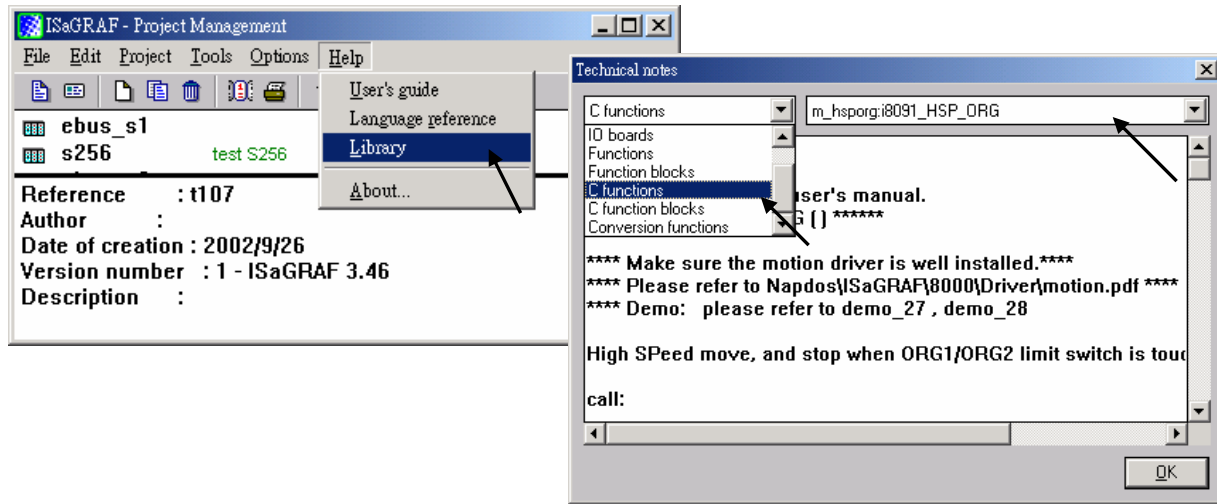 ISaGRAF - Project Management
File Edit Project Tools Options Help
User's guide
Language reference
Library
About...
ebus_s1
s256 test S256
Reference : t107
Author :
Date of creation : 2002/9/26
Version number : 1 - ISaGRAF 3.46
Description :
Technical notes
C functions m_hsporg:i8091_HSP_ORG
IO boards
Functions
Function blocks
C functions
C function blocks
Conversion functions
user's manual.
G () ******
**** Make sure the motion driver is well installed.****
**** Please refer to Napdos\ISaGRAF\8000\Driver\motion.pdf ****
**** Demo: please refer to demo_27 , demo_28
High SPeed move, and stop when ORG1/ORG2 limit switch is touc
call:
OK